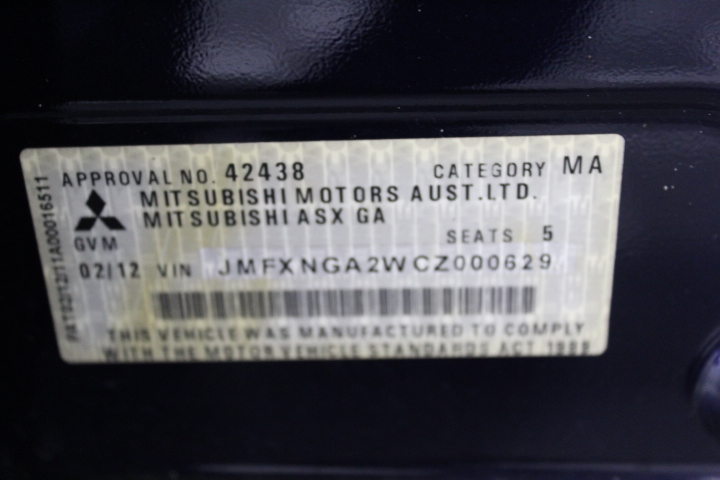 APPROVAL NO. 42438 CATEGORY MA
MITSUBISHI MOTORS AUST.LTD.
MITSUBISHI ASX GA
GVM SEATS 5
02/12 VIN JMFXNGA2WCZ000629
THIS VEHICLE WAS MANUFACTURED TO COMPLY
WITH THE MOTOR VEHICLE STANDARDS ACT 1989